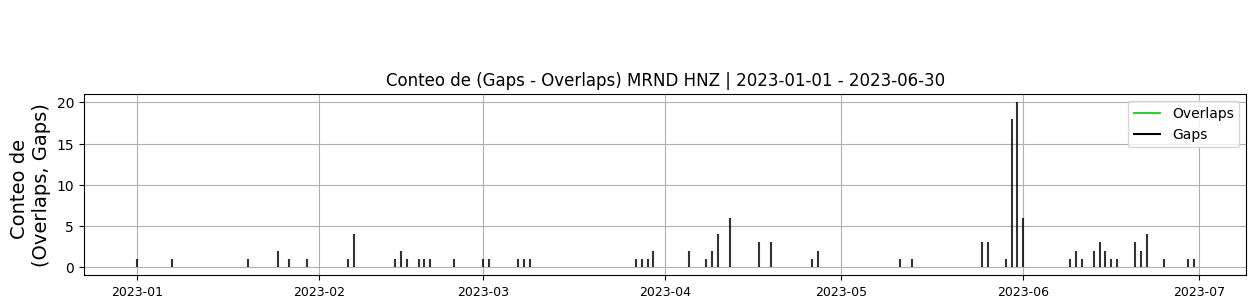 Conteo de (Gaps - Overlaps) MRND HNZ | 2023-01-01 - 2023-06-30
Conteo de
(Overlaps, Gaps)
20
15
10
5
0
Overlaps
Gaps
2023-01
2023-02
2023-03
2023-04
2023-05
2023-06
2023-07